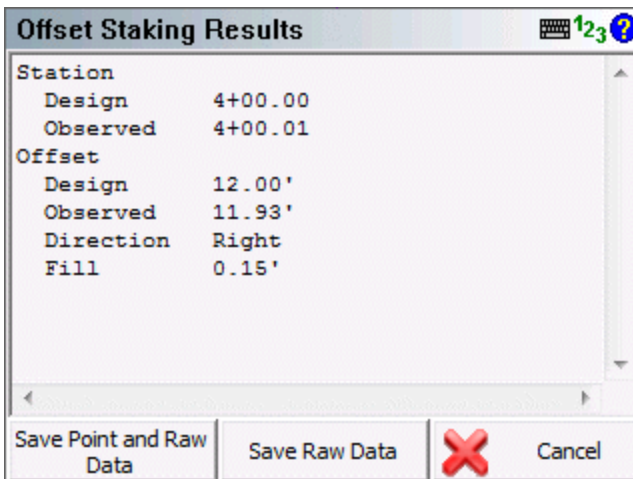 Offset Staking Results 123 ?
Station
Design 4+00.00
Observed 4+00.01
Offset
Design 12.00'
Observed 11.93'
Direction Right
Fill 0.15'
Save Point and Raw
Data
Save Raw Data
Cancel